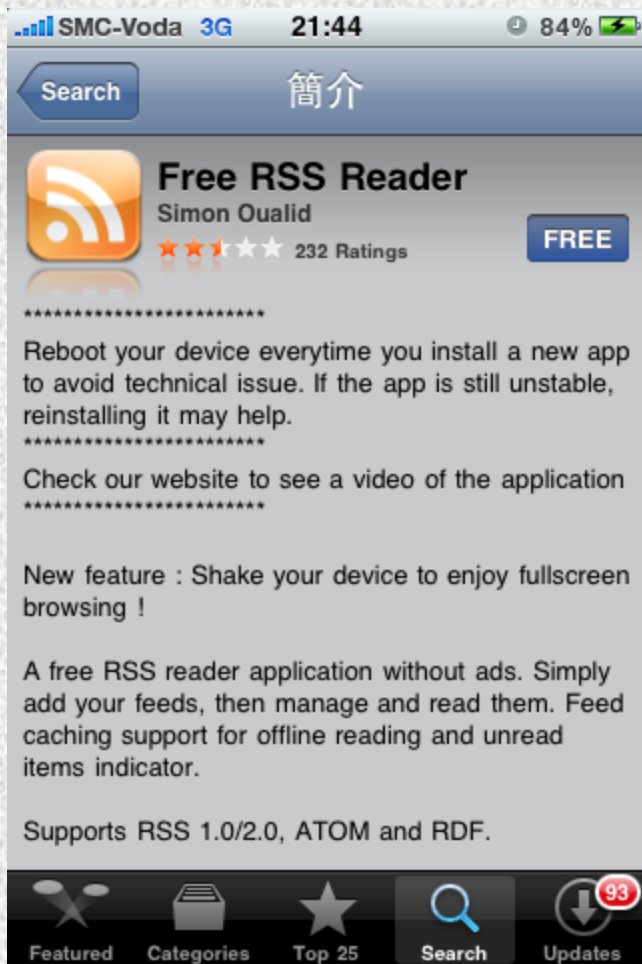 SMC-Voda 3G 21:44 84%
Search 簡介
Free RSS Reader
Simon Oualid
232 Ratings
FREE
************************
Reboot your device everytime you install a new app
to avoid technical issue. If the app is still unstable,
reinstalling it may help.
************************
Check our website to see a video of the application
************************
New feature : Shake your device to enjoy fullscreen
browsing !
A free RSS reader application without ads. Simply
add your feeds, then manage and read them. Feed
caching support for offline reading and unread
items indicator.
Supports RSS 1.0/2.0, ATOM and RDF.
93
Featured Categories Top 25 Search Updates